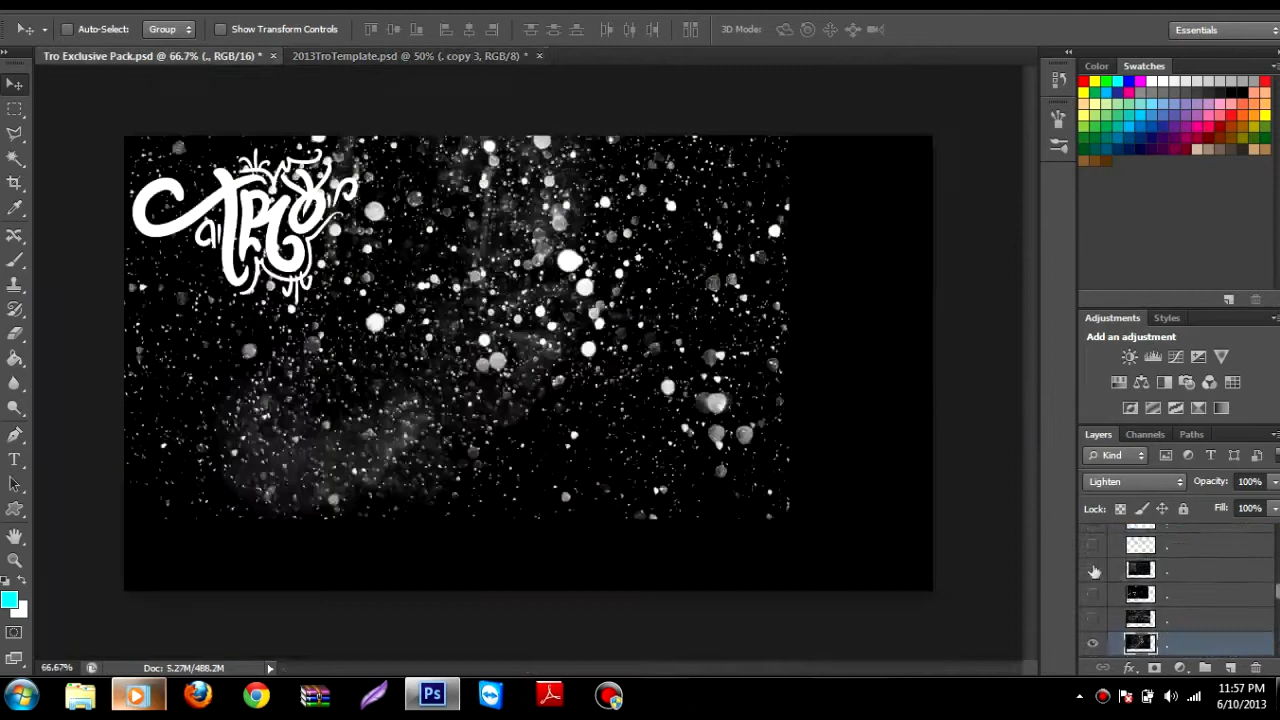 Auto-Select: Group Show Transform Controls 3D Mode: Essentials
Tro Exclusive Pack.psd @ 66.7% (., RGB/16) * × 2013TroTemplate.psd @ 50% (. copy 3, RGB/8) * ×
Color Swatches
TRO
Adjustments Styles
Add an adjustment
Layers Channels Paths
Kind
Lighten Opacity: 100%
Lock: Fill: 100%
66.67% Doc: 5.27M/488.2M
Ps
11:57 PM
6/10/2013